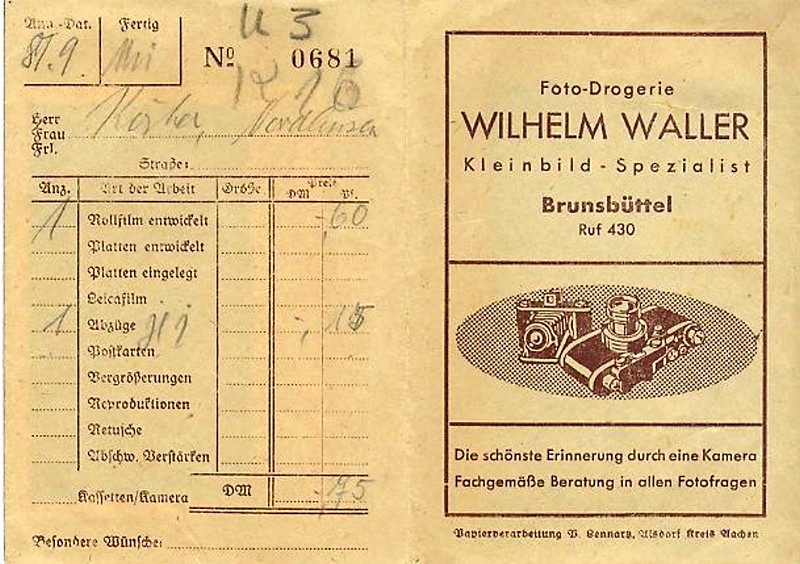 Ang.-Dat. Fertig
8/.9. Mi
U 3
Nº 0681
1216
Herr
Frau
Frl.
Straße:
Anz. Art der Arbeit Größe Preis DM Pf.
1 Rollfilm entwickelt -,60
Platten entwickelt
Platten eingelegt
Leicafilm
1 Abzüge -,15
Postkarten
Vergrößerungen
Reproduktionen
Retusche
Abschw. Verstärken
Kassetten/Kamera DM -,75
Besondere Wünsche:
Foto-Drogerie
WILHELM WALLER
Kleinbild-Spezialist
Brunsbüttel
Ruf 430
Die schönste Erinnerung durch eine Kamera
Fachgemäße Beratung in allen Fotofragen
Papierverarbeitung P. Lennartz, Alsdorf Kreis Aachen